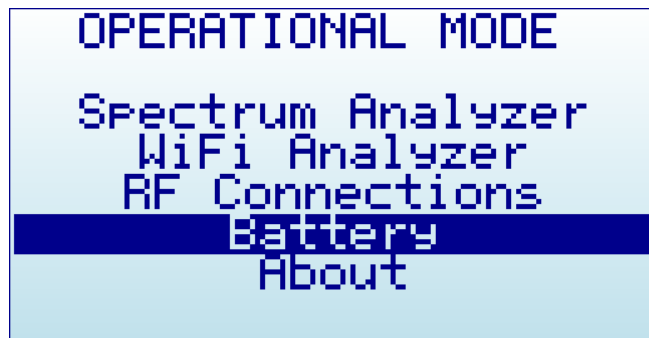 OPERATIONAL MODE
Spectrum Analyzer
WiFi Analyzer
RF Connections
Battery
About